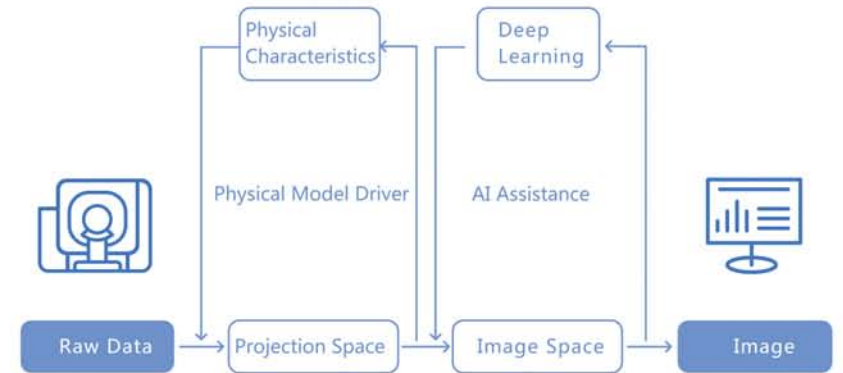 Physical
Characteristics
Deep
Learning
Physical Model Driver
AI Assistance
Raw Data
Projection Space
Image Space
Image